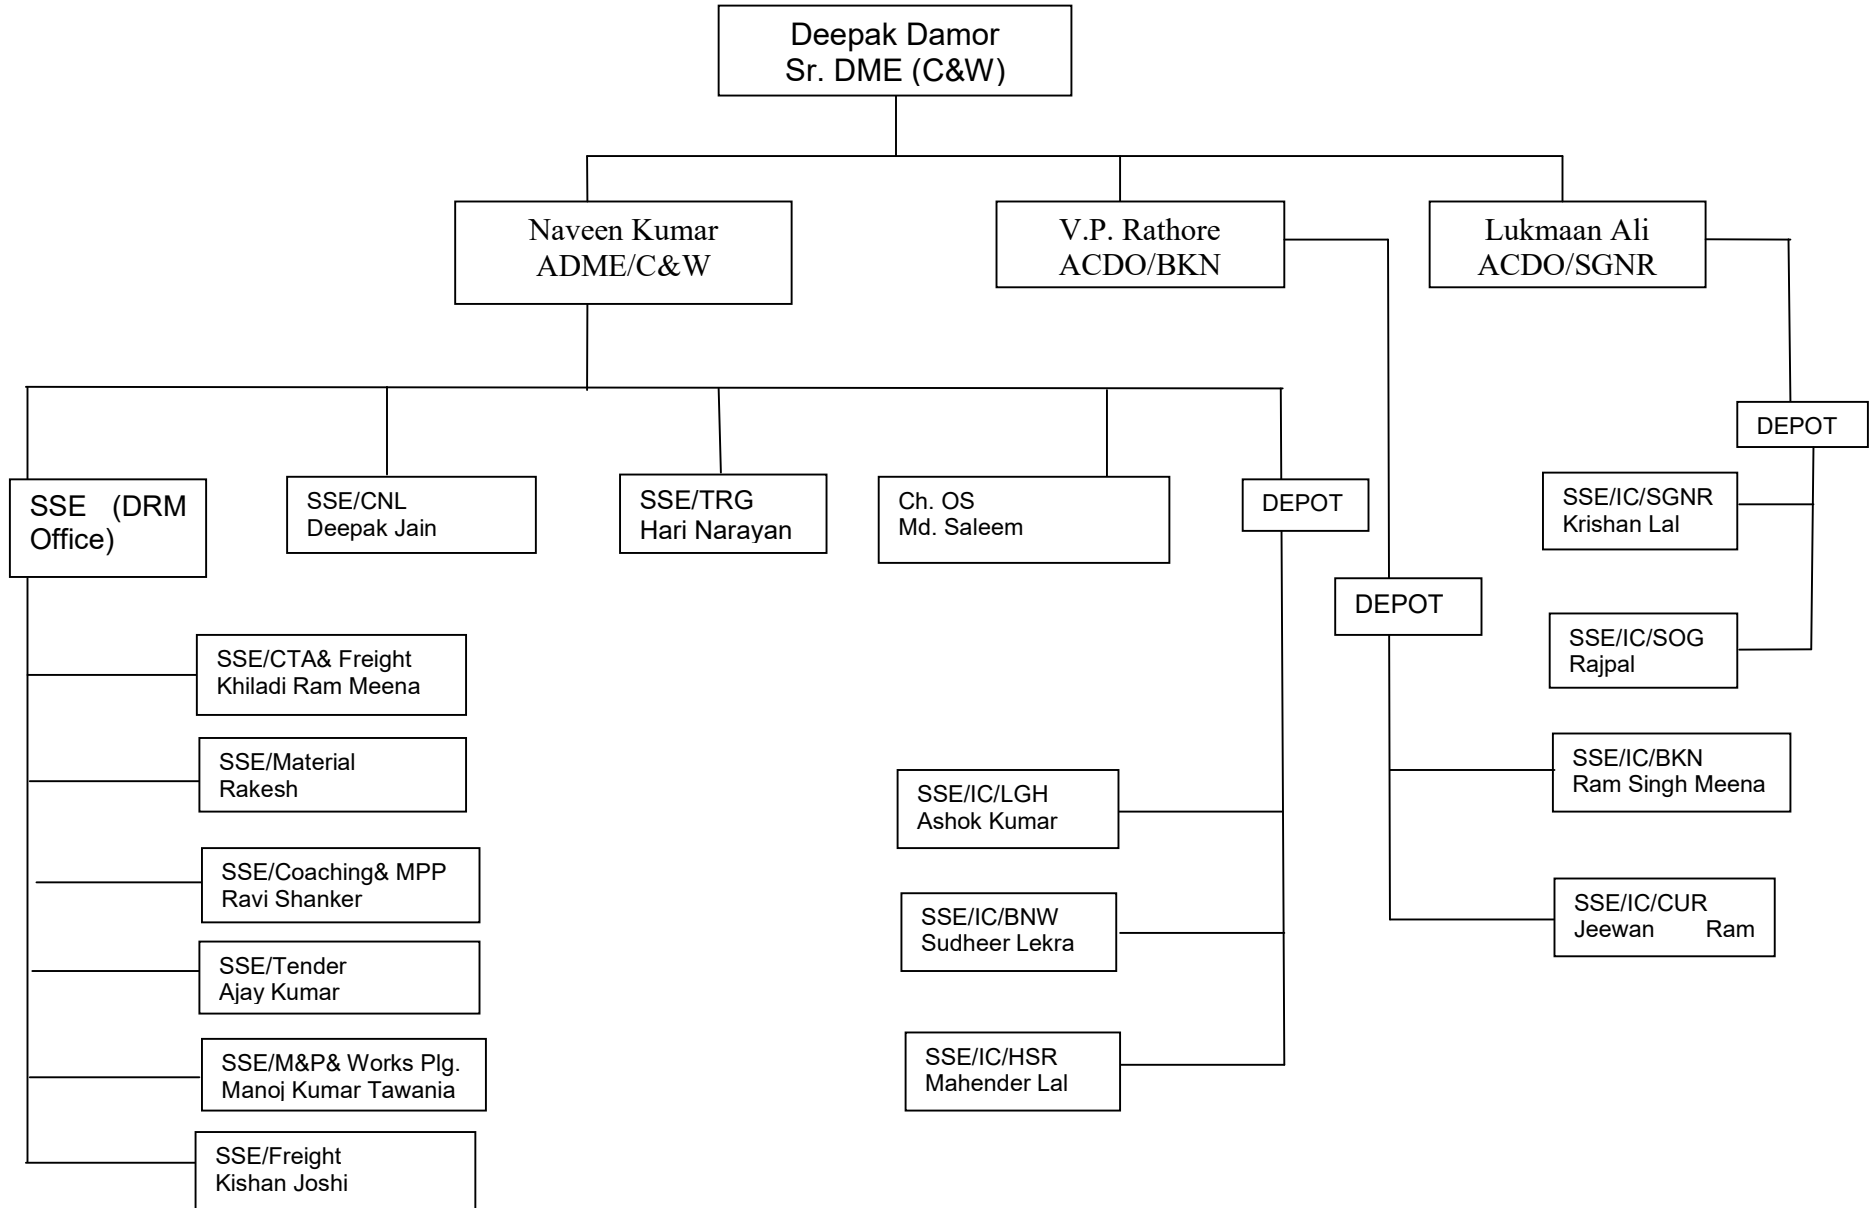 Deepak Damor
Sr. DME (C&W)
Naveen Kumar
ADME/C&W
V.P. Rathore
ACDO/BKN
Lukmaan Ali
ACDO/SGNR
DEPOT
SSE (DRM
Office)
SSE/CNL
Deepak Jain
SSE/TRG
Hari Narayan
Ch. OS
Md. Saleem
DEPOT
SSE/IC/SGNR
Krishan Lal
DEPOT
SSE/IC/SOG
Rajpal
SSE/CTA& Freight
Khiladi Ram Meena
SSE/Material
Rakesh
SSE/IC/LGH
Ashok Kumar
SSE/IC/BKN
Ram Singh Meena
SSE/Coaching& MPP
Ravi Shanker
SSE/IC/BNW
Sudheer Lekra
SSE/IC/CUR
Jeewan Ram
SSE/Tender
Ajay Kumar
SSE/M&P& Works Plg.
Manoj Kumar Tawania
SSE/IC/HSR
Mahender Lal
SSE/Freight
Kishan Joshi